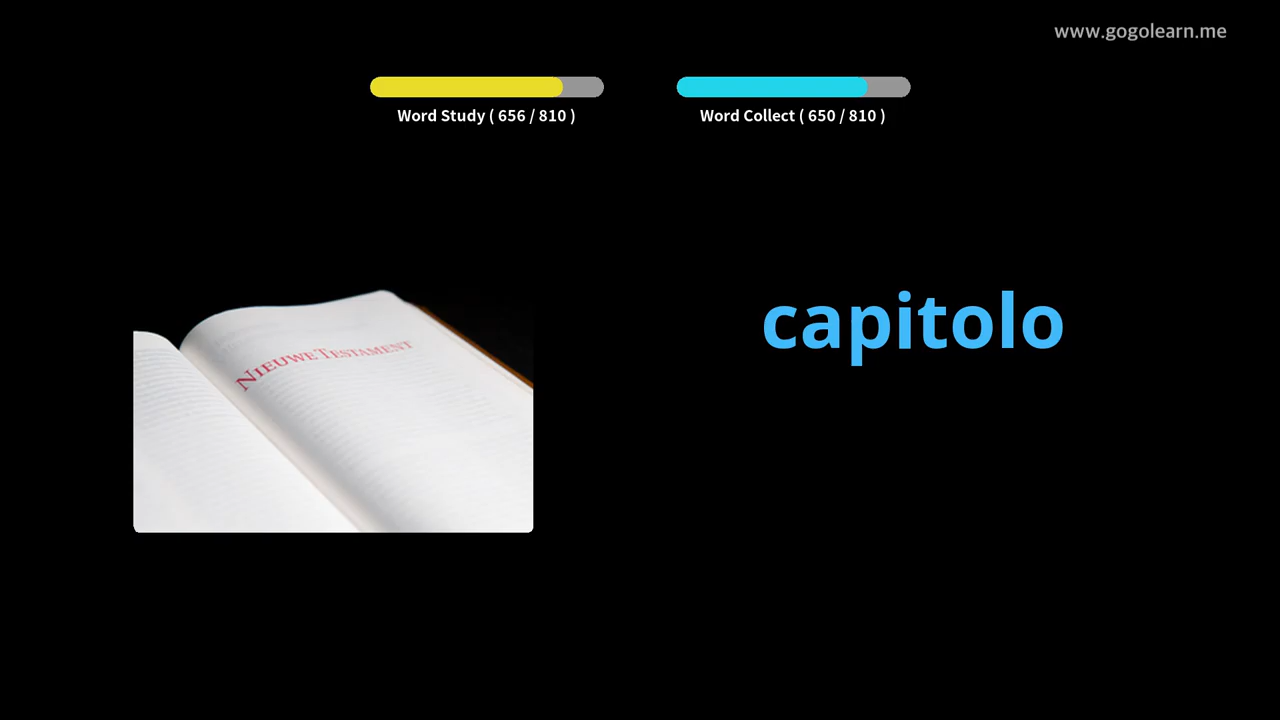 www.gogolearn.me
Word Study ( 656 / 810 )
Word Collect ( 650 / 810 )
capitolo
NIEUWE TESTAMENT